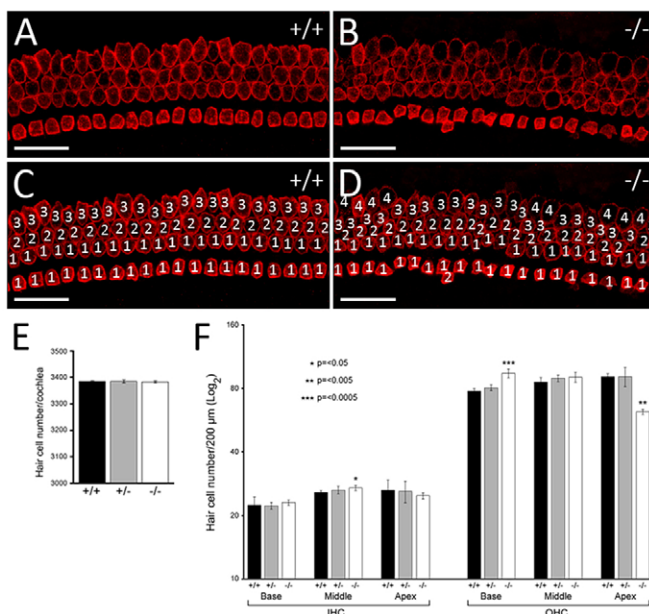 A +/+
B -/-
C +/+
D -/-
E
3500
3400
3300
3200
3100
3000
Hair cell number/cochlea
+/+ +/- -/-
F
160
80
40
20
10
Hair cell number/200 µm (Log2)
* p=<0.05
** p=<0.005
*** p=<0.0005
*
***
**
+/+ +/- -/- +/+ +/- -/- +/+ +/- -/- +/+ +/- -/- +/+ +/- -/- +/+ +/- -/-
Base Middle Apex Base Middle Apex
IHC OHC